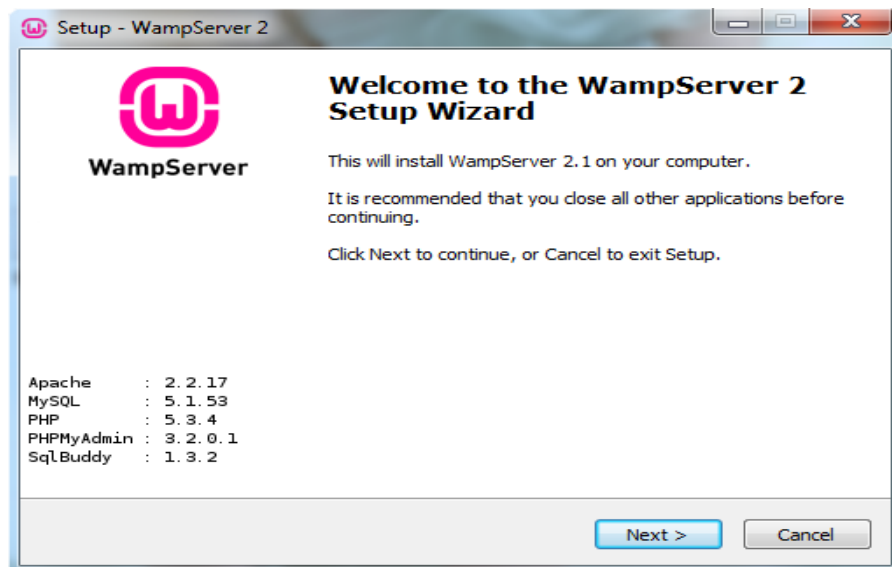 Setup - WampServer 2
WampServer
Welcome to the WampServer 2
Setup Wizard
This will install WampServer 2.1 on your computer.
It is recommended that you close all other applications before
continuing.
Click Next to continue, or Cancel to exit Setup.
Apache : 2.2.17
MySQL : 5.1.53
PHP : 5.3.4
PHPMyAdmin : 3.2.0.1
SqlBuddy : 1.3.2
Next >
Cancel